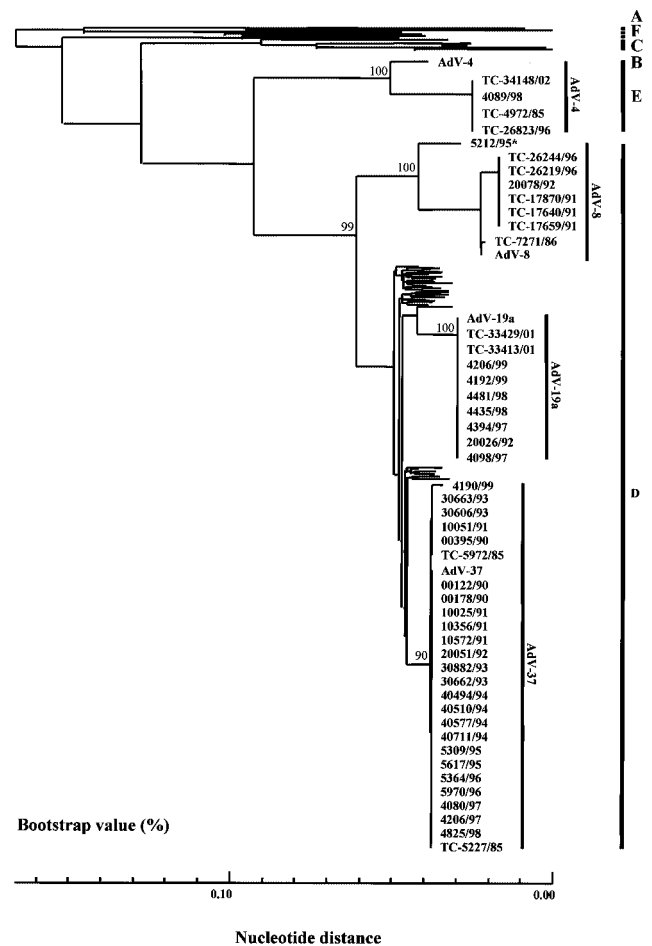 A
F
C
B
E
D
AdV-4
100
TC-34148/02
4089/98
TC-4972/85
TC-26823/96
AdV-4
5212/95*
100
TC-26244/96
TC-26219/96
20078/92
TC-17870/91
TC-17640/91
TC-17659/91
TC-7271/86
AdV-8
AdV-8
99
AdV-19a
100
TC-33429/01
TC-33413/01
4206/99
4192/99
4481/98
4435/98
4394/97
20026/92
4098/97
AdV-19a
4190/99
30663/93
30606/93
10051/91
00395/90
TC-5972/85
AdV-37
00122/90
00178/90
10025/91
10356/91
10572/91
20051/92
90
30882/93
30662/93
40494/94
40510/94
40577/94
40711/94
5309/95
5617/95
5364/96
5970/96
4080/97
4206/97
4825/98
TC-5227/85
AdV-37
Bootstrap value (%)
0.10
0.00
Nucleotide distance